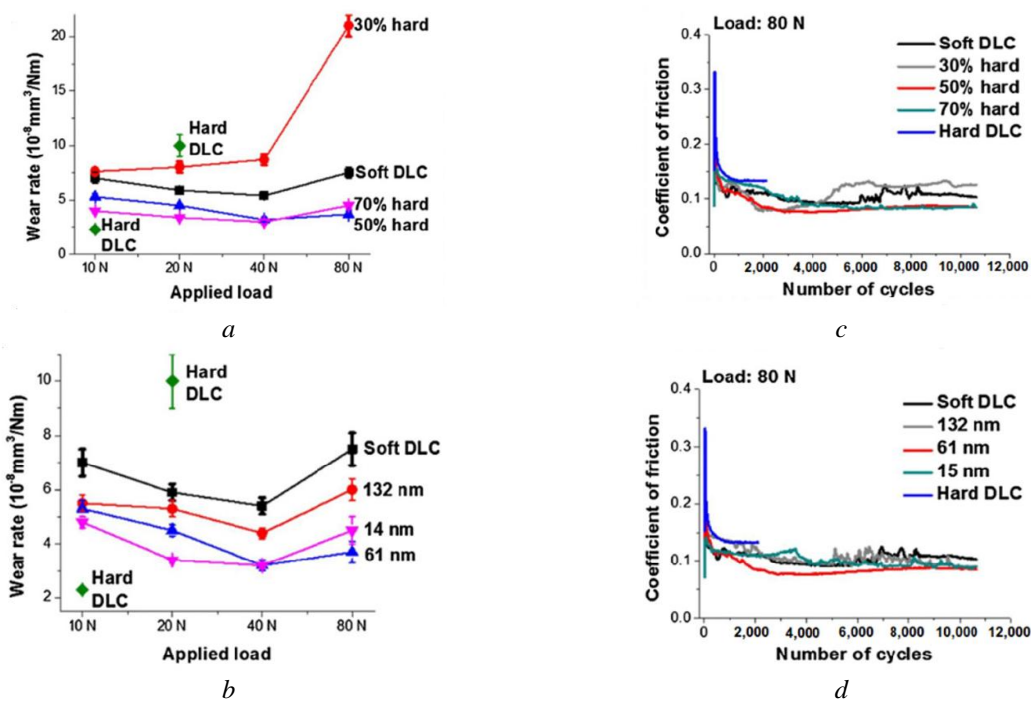 Wear rate (10⁻⁸mm³/Nm)
20
15
10
5
0
30% hard
Hard
DLC
Soft DLC
70% hard
50% hard
Hard
DLC
10 N
20 N
40 N
80 N
Applied load
a
Load: 80 N
Coefficient of friction
0.4
0.3
0.2
0.1
0.0
Soft DLC
30% hard
50% hard
70% hard
Hard DLC
0
2,000
4,000
6,000
8,000
10,000
12,000
Number of cycles
c
Wear rate (10⁻⁸mm³/Nm)
10
8
6
4
2
Hard
DLC
Soft DLC
132 nm
14 nm
61 nm
Hard
DLC
10 N
20 N
40 N
80 N
Applied load
b
Load: 80 N
Coefficient of friction
0.4
0.3
0.2
0.1
0.0
Soft DLC
132 nm
61 nm
15 nm
Hard DLC
0
2,000
4,000
6,000
8,000
10,000
12,000
Number of cycles
d